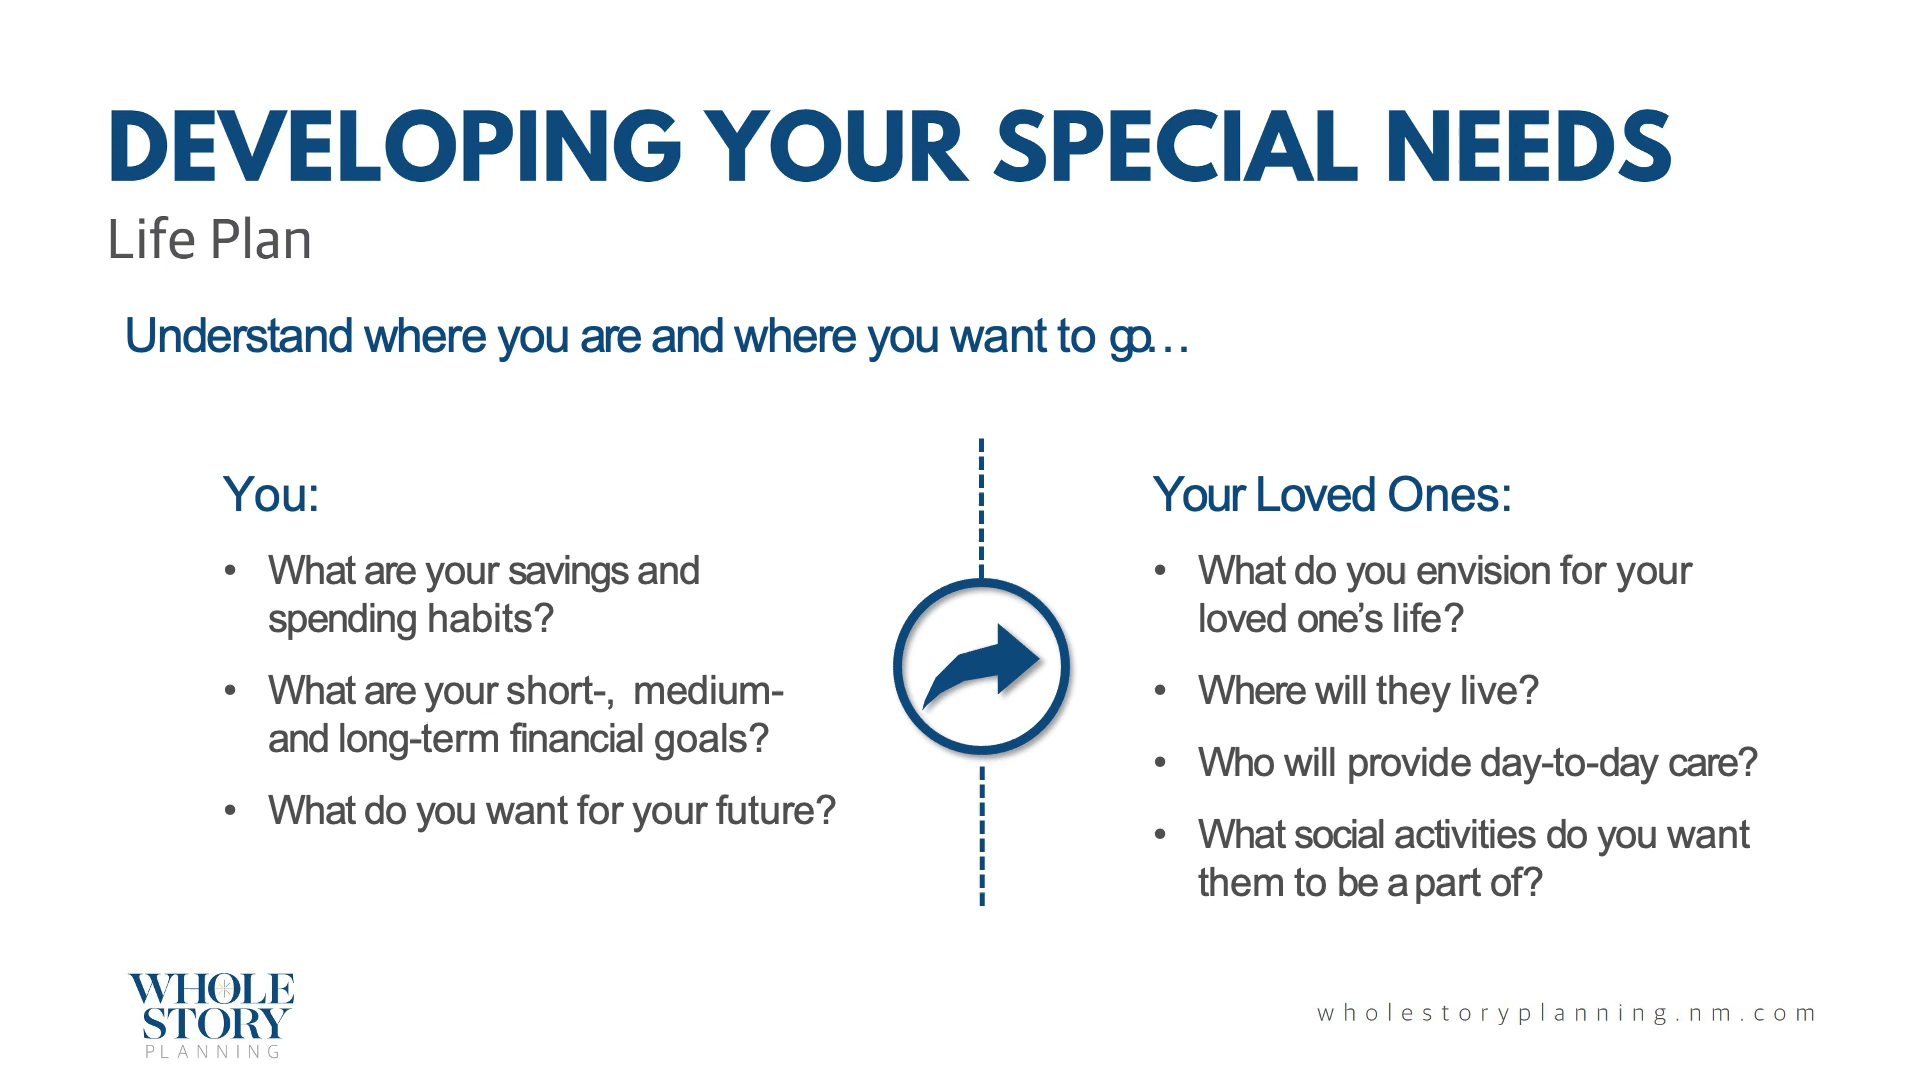 DEVELOPING YOUR SPECIAL NEEDS
Life Plan
Understand where you are and where you want to go…
You:
• What are your savings and
spending habits?
• What are your short-, medium-
and long-term financial goals?
• What do you want for your future?
Your Loved Ones:
• What do you envision for your
loved one’s life?
• Where will they live?
• Who will provide day-to-day care?
• What social activities do you want
them to be a part of?
WHOLE
STORY
PLANNING
wholestoryplanning.nm.com